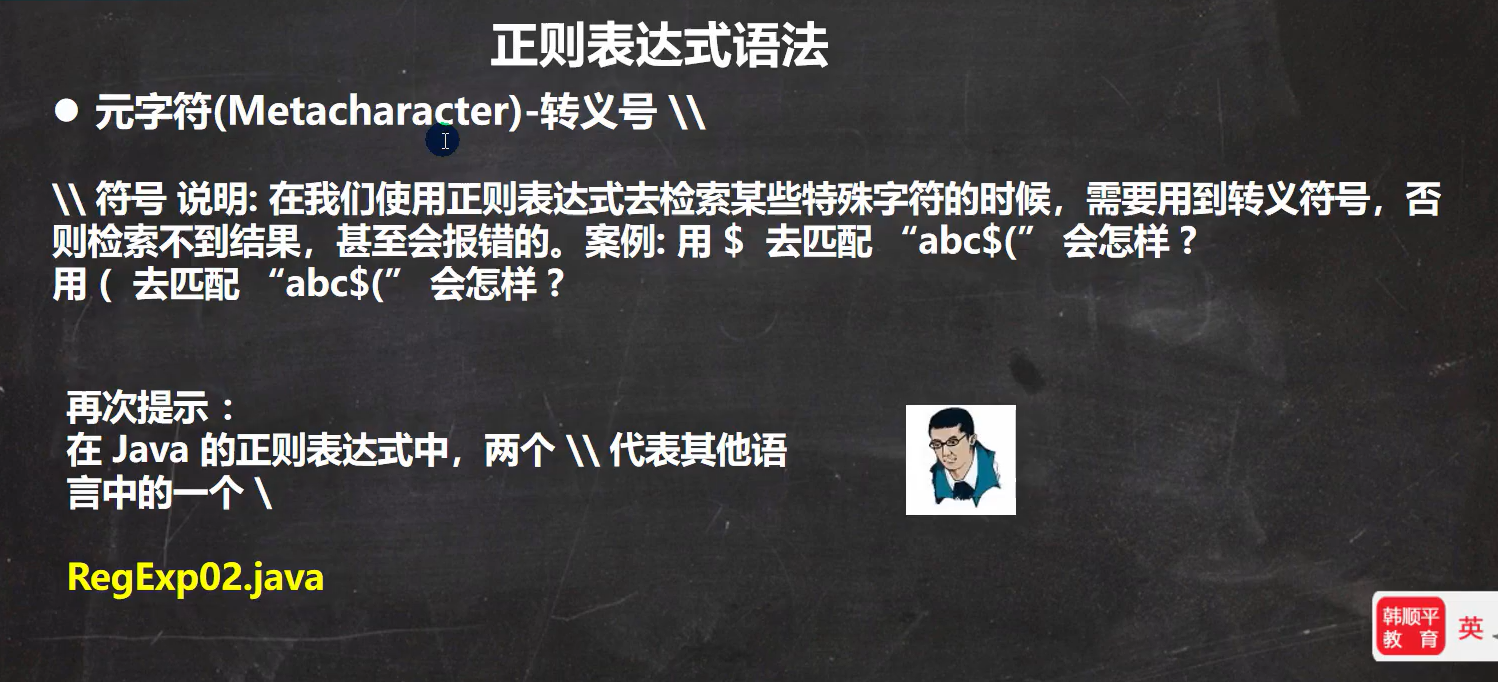 正则表达式语法
● 元字符(Metacharacter)-转义号 \\
\\ 符号 说明: 在我们使用正则表达式去检索某些特殊字符的时候，需要用到转义符号，否
则检索不到结果，甚至会报错的。案例: 用 $ 去匹配 “abc$(” 会怎样？
用 ( 去匹配 “abc$(” 会怎样？
再次提示：
在 Java 的正则表达式中，两个 \\ 代表其他语
言中的一个 \
RegExp02.java
韩顺平
教育
英